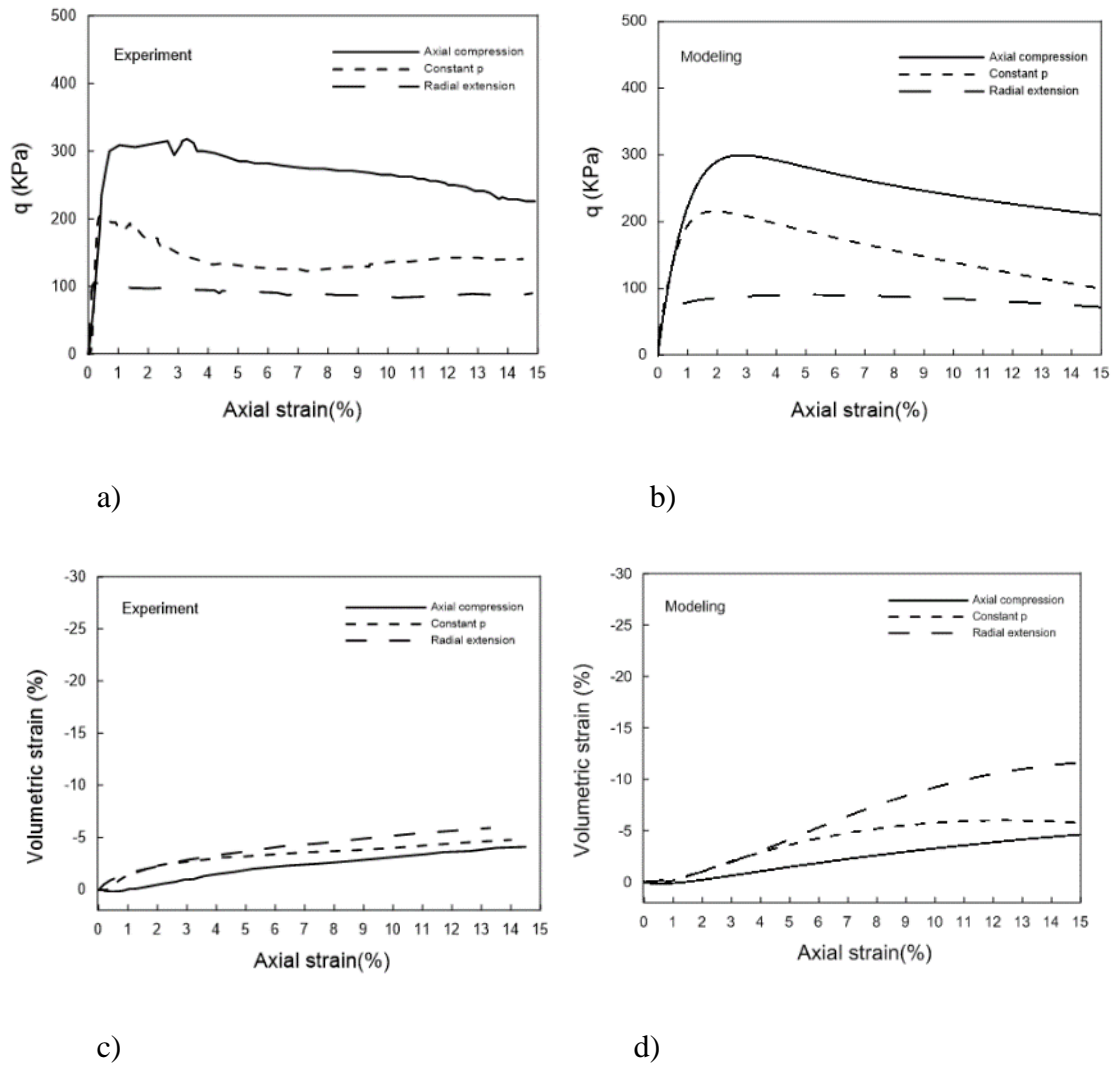 500
400
300
200
100
0
q (KPa)
Experiment
Axial compression
Constant p
Radial extension
0 1 2 3 4 5 6 7 8 9 10 11 12 13 14 15
Axial strain(%)
a)
500
400
300
200
100
0
q (KPa)
Modeling
Axial compression
Constant p
Radial extension
0 1 2 3 4 5 6 7 8 9 10 11 12 13 14 15
Axial strain(%)
b)
-30
-25
-20
-15
-10
-5
0
Volumetric strain (%)
Experiment
Axial compression
Constant p
Radial extension
0 1 2 3 4 5 6 7 8 9 10 11 12 13 14 15
Axial strain(%)
c)
-30
-25
-20
-15
-10
-5
0
Volumetric strain (%)
Modeling
Axial compression
Constant p
Radial extension
0 1 2 3 4 5 6 7 8 9 10 11 12 13 14 15
Axial strain(%)
d)